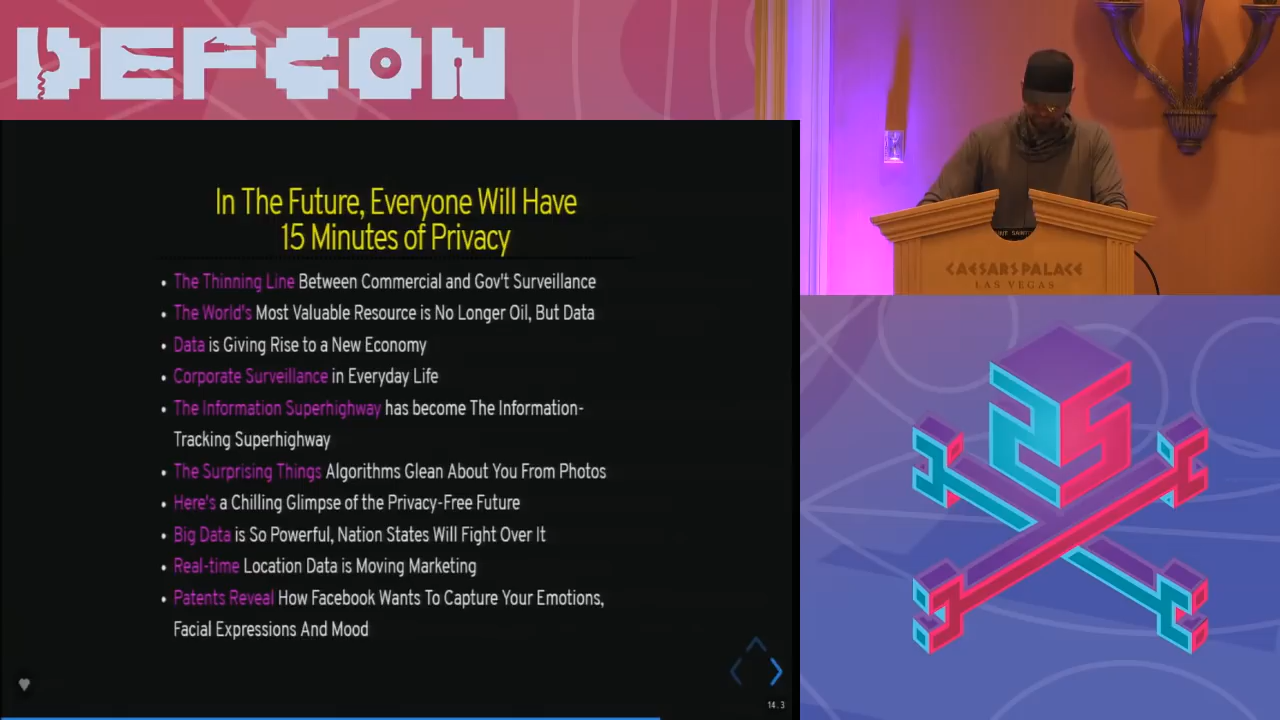 DEFCON
In The Future, Everyone Will Have
15 Minutes of Privacy
• The Thinning Line Between Commercial and Gov't Surveillance
• The World's Most Valuable Resource is No Longer Oil, But Data
• Data is Giving Rise to a New Economy
• Corporate Surveillance in Everyday Life
• The Information Superhighway has become The Information-
Tracking Superhighway
• The Surprising Things Algorithms Glean About You From Photos
• Here's a Chilling Glimpse of the Privacy-Free Future
• Big Data is So Powerful, Nation States Will Fight Over It
• Real-time Location Data is Moving Marketing
• Patents Reveal How Facebook Wants To Capture Your Emotions,
Facial Expressions And Mood
14.3
CAESARS PALACE
LAS VEGAS
25